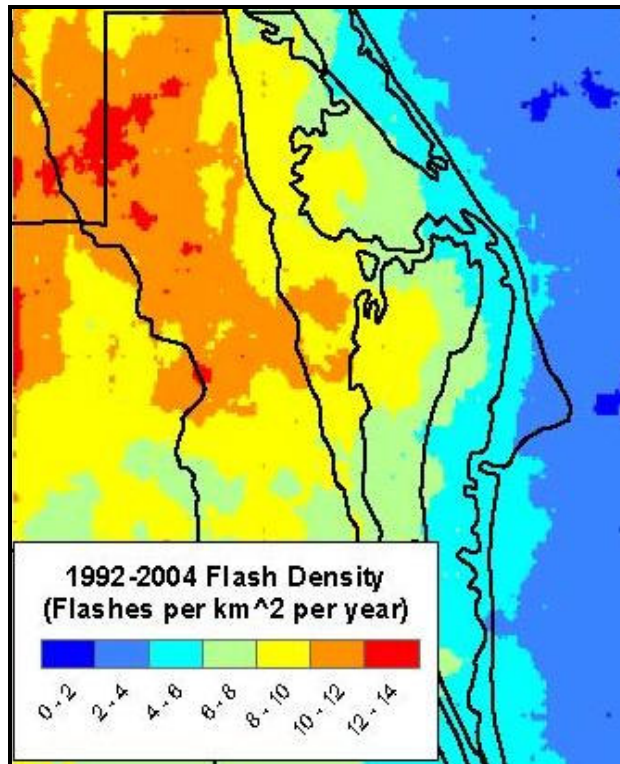 1992-2004 Flash Density
(Flashes per km^2 per year)
0 - 2
2 - 4
4 - 6
6 - 8
8 - 10
10 - 12
12 - 14